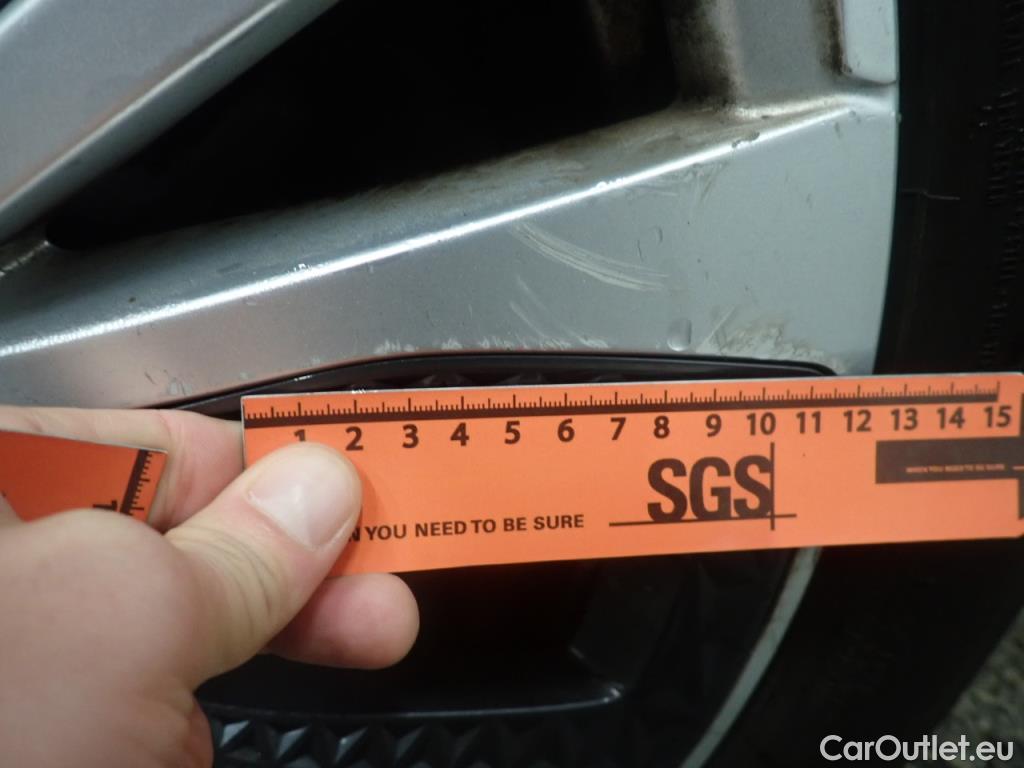 1 2 3 4 5 6 7 8 9 10 11 12 13 14 15
SGS
N YOU NEED TO BE SURE
CarOutlet.eu